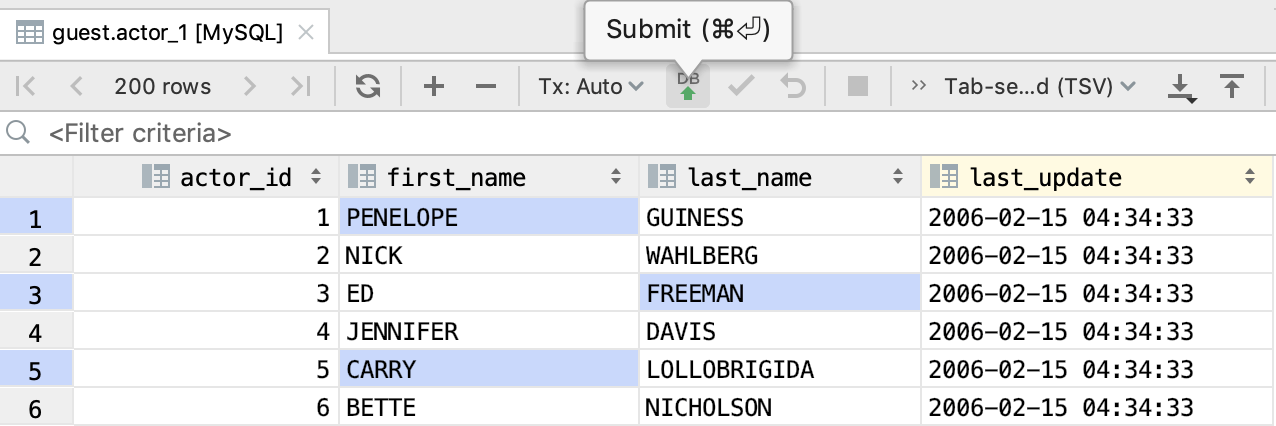 guest.actor_1 [MySQL]
Submit (⌘⏎)
200 rows Tx: Auto DB Tab-se...d (TSV)
<Filter criteria>
actor_id first_name last_name last_update
1 1 PENELOPE GUINESS 2006-02-15 04:34:33
2 2 NICK WAHLBERG 2006-02-15 04:34:33
3 3 ED FREEMAN 2006-02-15 04:34:33
4 4 JENNIFER DAVIS 2006-02-15 04:34:33
5 5 CARRY LOLLOBRIGIDA 2006-02-15 04:34:33
6 6 BETTE NICHOLSON 2006-02-15 04:34:33